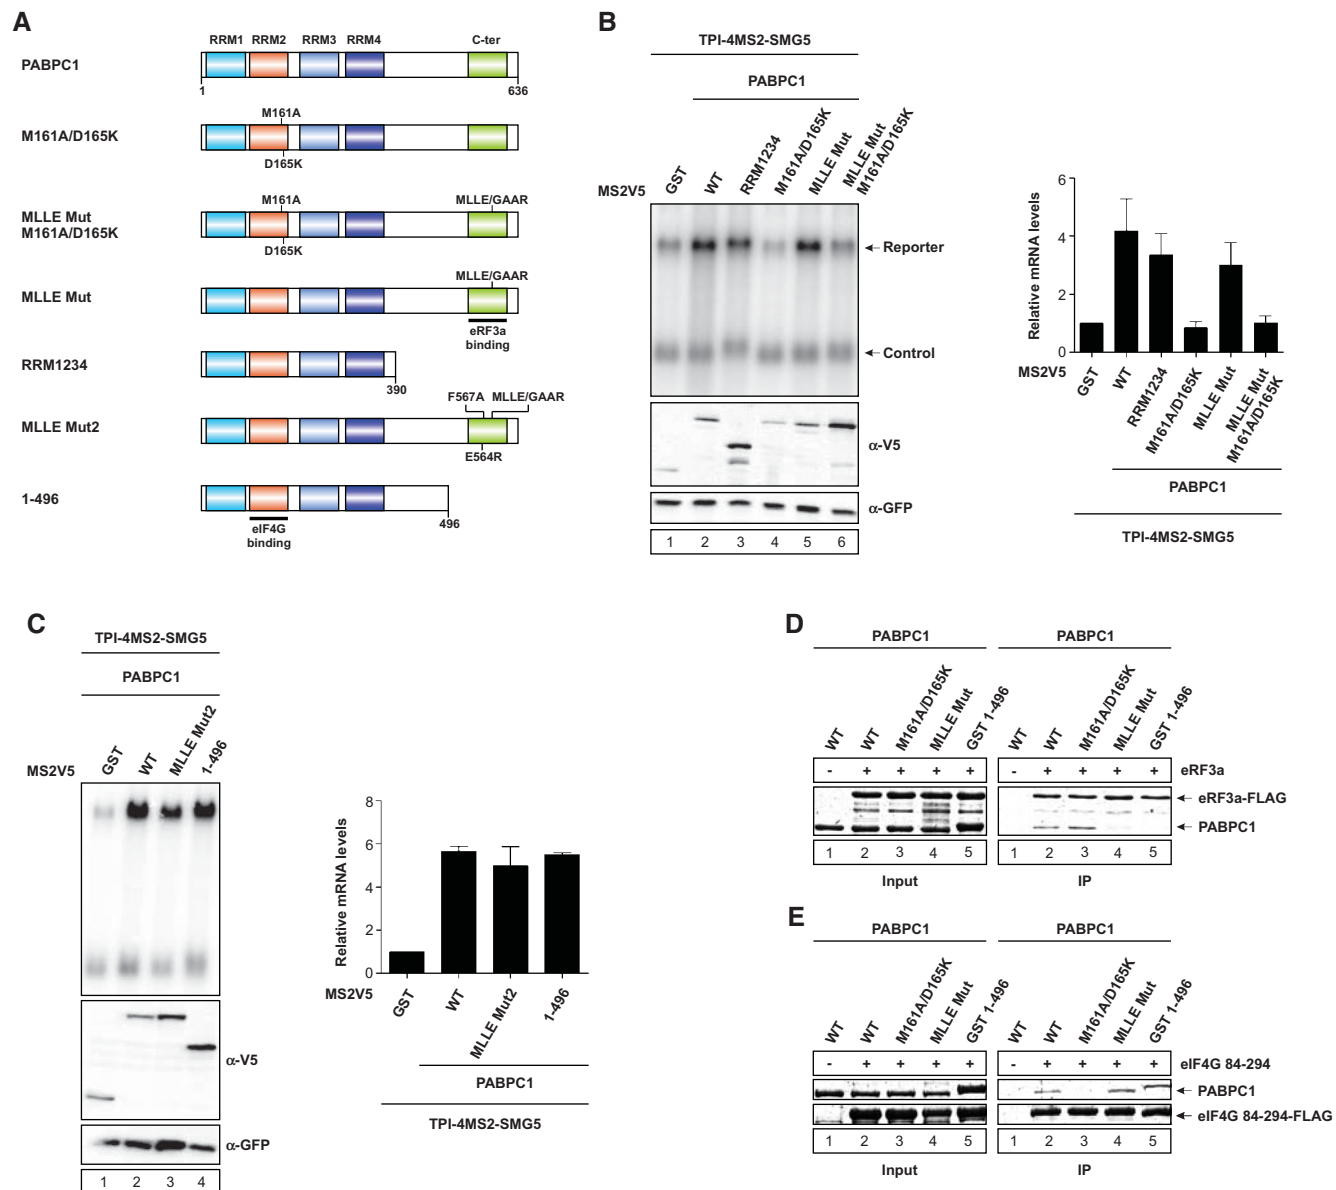 A
RRM1 RRM2 RRM3 RRM4 C-ter
PABPC1
1 636
M161A
M161A/D165K
D165K
M161A MLLE/GAAR
MLLE Mut
M161A/D165K
D165K
MLLE/GAAR
MLLE Mut
eRF3a
binding
RRM1234
390
F567A MLLE/GAAR
MLLE Mut2
E564R
1-496
496
eIF4G
binding
B
TPI-4MS2-SMG5
PABPC1
MS2V5
GST
WT
RRM1234
M161A/D165K
MLLE Mut
MLLE Mut
M161A/D165K
Reporter
Control
α-V5
α-GFP
1 2 3 4 5 6
Relative mRNA levels
6
4
2
0
MS2V5
GST
WT
RRM1234
M161A/D165K
MLLE Mut
MLLE Mut
M161A/D165K
PABPC1
TPI-4MS2-SMG5
C
TPI-4MS2-SMG5
PABPC1
MS2V5
GST
WT
MLLE Mut2
1-496
α-V5
α-GFP
1 2 3 4
Relative mRNA levels
8
6
4
2
0
MS2V5
GST
WT
MLLE Mut2
1-496
PABPC1
TPI-4MS2-SMG5
D
PABPC1 PABPC1
WT
WT
M161A/D165K
MLLE Mut
GST 1-496
WT
WT
M161A/D165K
MLLE Mut
GST 1-496
- + + + + - + + + + eRF3a
eRF3a-FLAG
PABPC1
1 2 3 4 5 1 2 3 4 5
Input IP
E
PABPC1 PABPC1
WT
WT
M161A/D165K
MLLE Mut
GST 1-496
WT
WT
M161A/D165K
MLLE Mut
GST 1-496
- + + + + - + + + + eIF4G 84-294
PABPC1
eIF4G 84-294-FLAG
1 2 3 4 5 1 2 3 4 5
Input IP